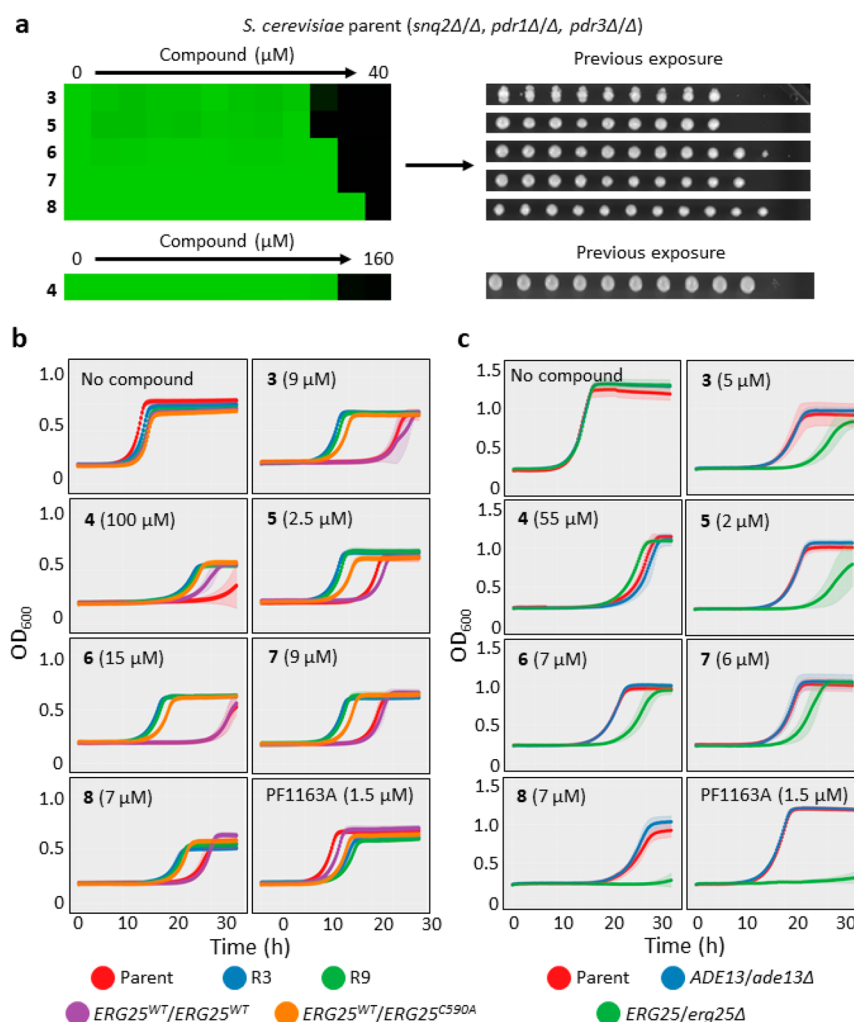 a
S. cerevisiae parent (snq2Δ/Δ, pdr1Δ/Δ, pdr3Δ/Δ)
Compound (µM)
0 40
3
5
6
7
8
Previous exposure
Compound (µM)
0 160
4
Previous exposure
b
OD600
1.0
0.5
0
1.0
0.5
0
1.0
0.5
0
1.0
0.5
0
No compound
3 (9 µM)
4 (100 µM)
5 (2.5 µM)
6 (15 µM)
7 (9 µM)
8 (7 µM)
PF1163A (1.5 µM)
0 10 20 30 0 10 20 30
Time (h)
Parent
R3
R9
ERG25WT/ERG25WT
ERG25WT/ERG25C590A
c
OD600
1.5
1.0
0.5
0
1.5
1.0
0.5
0
1.5
1.0
0.5
0
1.5
1.0
0.5
0
No compound
3 (5 µM)
4 (55 µM)
5 (2 µM)
6 (7 µM)
7 (6 µM)
8 (7 µM)
PF1163A (1.5 µM)
0 10 20 30 0 10 20 30
Time (h)
Parent
ADE13/ade13Δ
ERG25/erg25Δ